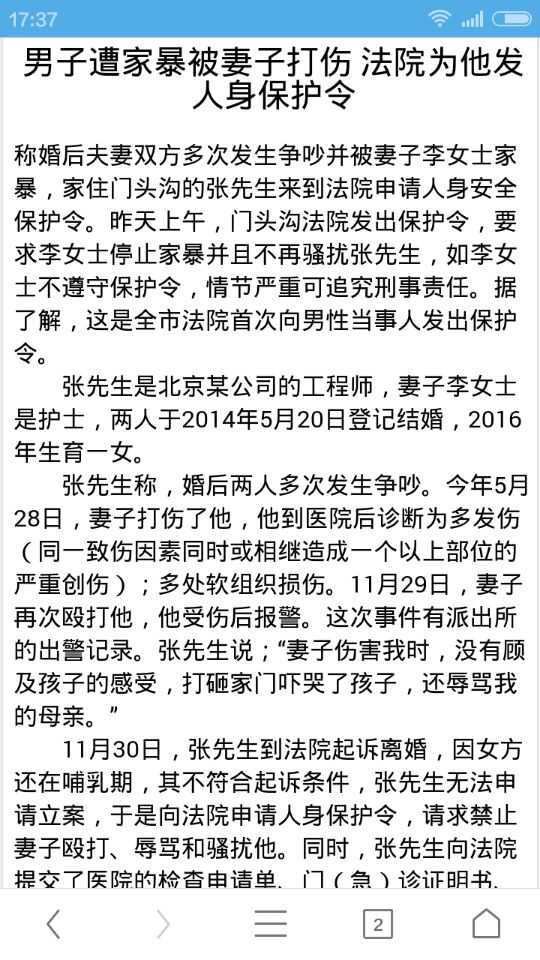 17:37
男子遭家暴被妻子打伤 法院为他发
人身保护令
称婚后夫妻双方多次发生争吵并被妻子李女士家
暴，家住门头沟的张先生来到法院申请人身安全
保护令。昨天上午，门头沟法院发出保护令，要
求李女士停止家暴并且不再骚扰张先生，如李女
士不遵守保护令，情节严重可追究刑事责任。据
了解，这是全市法院首次向男性当事人发出保护
令。
张先生是北京某公司的工程师，妻子李女士
是护士，两人于2014年5月20日登记结婚，2016
年生育一女。
张先生称，婚后两人多次发生争吵。今年5月
28日，妻子打伤了他，他到医院后诊断为多发伤
（同一致伤因素同时或相继造成一个以上部位的
严重创伤）；多处软组织损伤。11月29日，妻子
再次殴打他，他受伤后报警。这次事件有派出所
的出警记录。张先生说；“妻子伤害我时，没有顾
及孩子的感受，打砸家门吓哭了孩子，还辱骂我
的母亲。”
11月30日，张先生到法院起诉离婚，因女方
还在哺乳期，其不符合起诉条件，张先生无法申
请立案，于是向法院申请人身保护令，请求禁止
妻子殴打、辱骂和骚扰他。同时，张先生向法院
提交了医院的检查申请单、门（急）诊证明书、
2